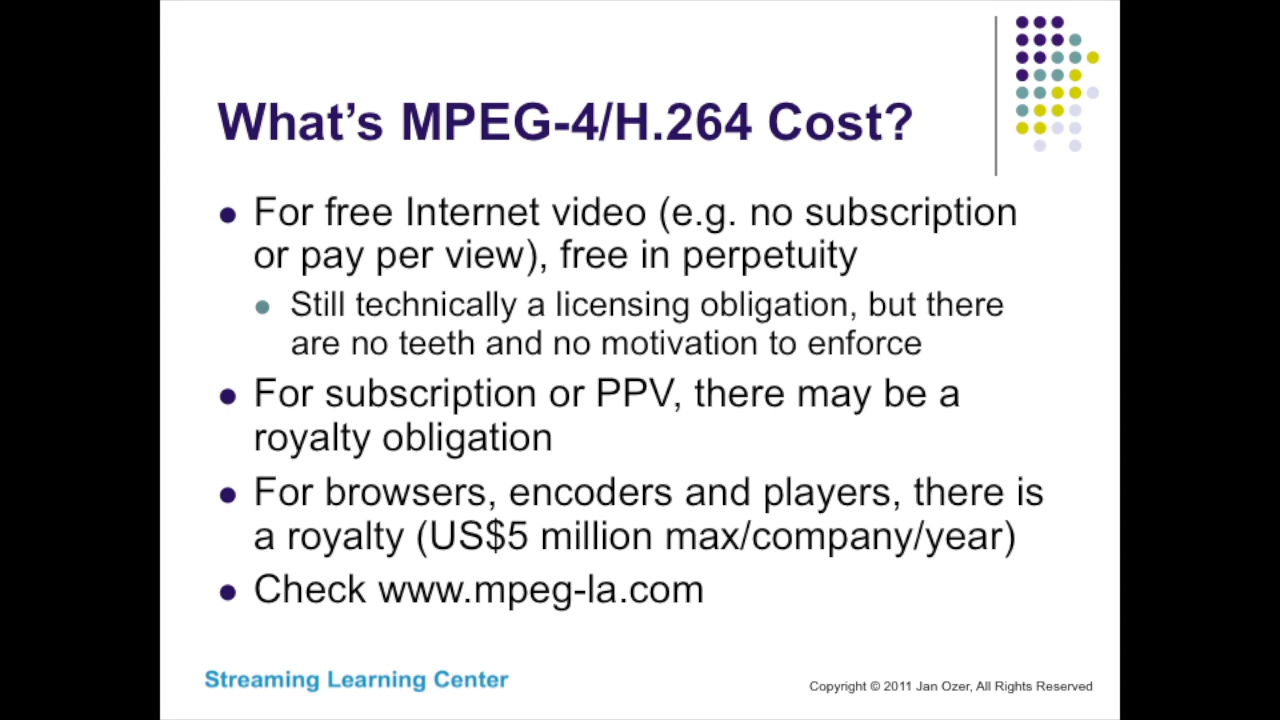 What's MPEG-4/H.264 Cost?
For free Internet video (e.g. no subscription
or pay per view), free in perpetuity
Still technically a licensing obligation, but there
are no teeth and no motivation to enforce
For subscription or PPV, there may be a
royalty obligation
For browsers, encoders and players, there is
a royalty (US$5 million max/company/year)
Check www.mpeg-la.com
Streaming Learning Center
Copyright © 2011 Jan Ozer, All Rights Reserved